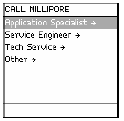 CALL MILLIPORE
Application Specialist →
Service Engineer →
Tech Service →
Other →